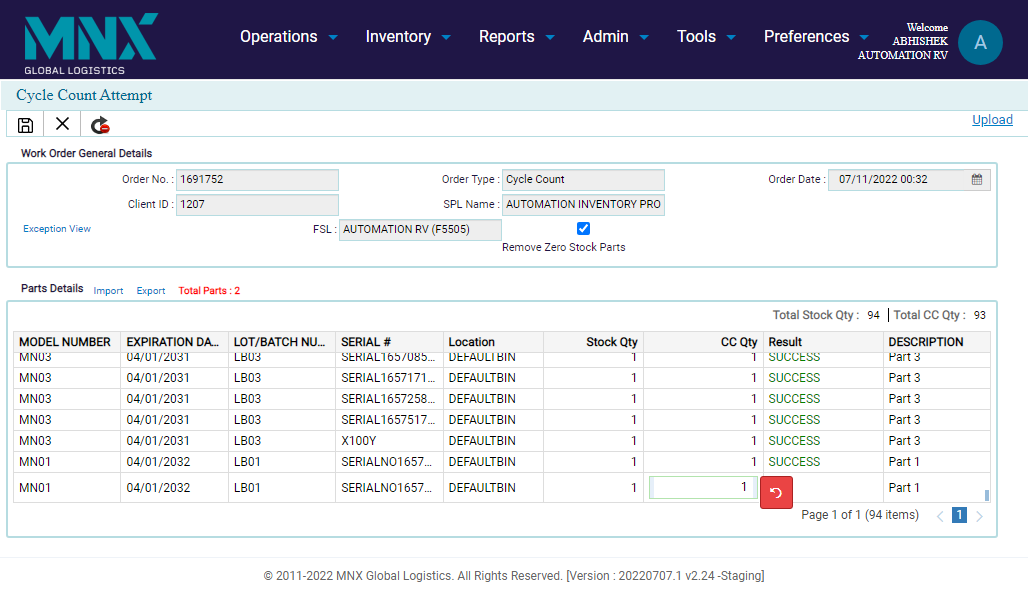 MNX
GLOBAL LOGISTICS
Operations Inventory Reports Admin Tools Preferences
Welcome
ABHISHEK
AUTOMATION RV
A
Cycle Count Attempt
Upload
Work Order General Details
Order No. : 1691752 Order Type : Cycle Count Order Date : 07/11/2022 00:32
Client ID : 1207 SPL Name : AUTOMATION INVENTORY PRO
Exception View FSL : AUTOMATION RV (F5505)
Remove Zero Stock Parts
Parts Details Import Export Total Parts : 2
Total Stock Qty : 94 Total CC Qty : 93
MODEL NUMBER EXPIRATION DA... LOT/BATCH NU... SERIAL # Location Stock Qty CC Qty Result DESCRIPTION
MN03 04/01/2031 LB03 SERIAL1657085... DEFAULTBIN 1 1 SUCCESS Part 3
MN03 04/01/2031 LB03 SERIAL1657171... DEFAULTBIN 1 1 SUCCESS Part 3
MN03 04/01/2031 LB03 SERIAL1657258... DEFAULTBIN 1 1 SUCCESS Part 3
MN03 04/01/2031 LB03 SERIAL1657517... DEFAULTBIN 1 1 SUCCESS Part 3
MN03 04/01/2031 LB03 X100Y DEFAULTBIN 1 1 SUCCESS Part 3
MN01 04/01/2032 LB01 SERIALNO1657... DEFAULTBIN 1 1 SUCCESS Part 1
MN01 04/01/2032 LB01 SERIALNO1657... DEFAULTBIN 1 1 Part 1
Page 1 of 1 (94 items) 1
© 2011-2022 MNX Global Logistics. All Rights Reserved. [Version : 20220707.1 v2.24 -Staging]